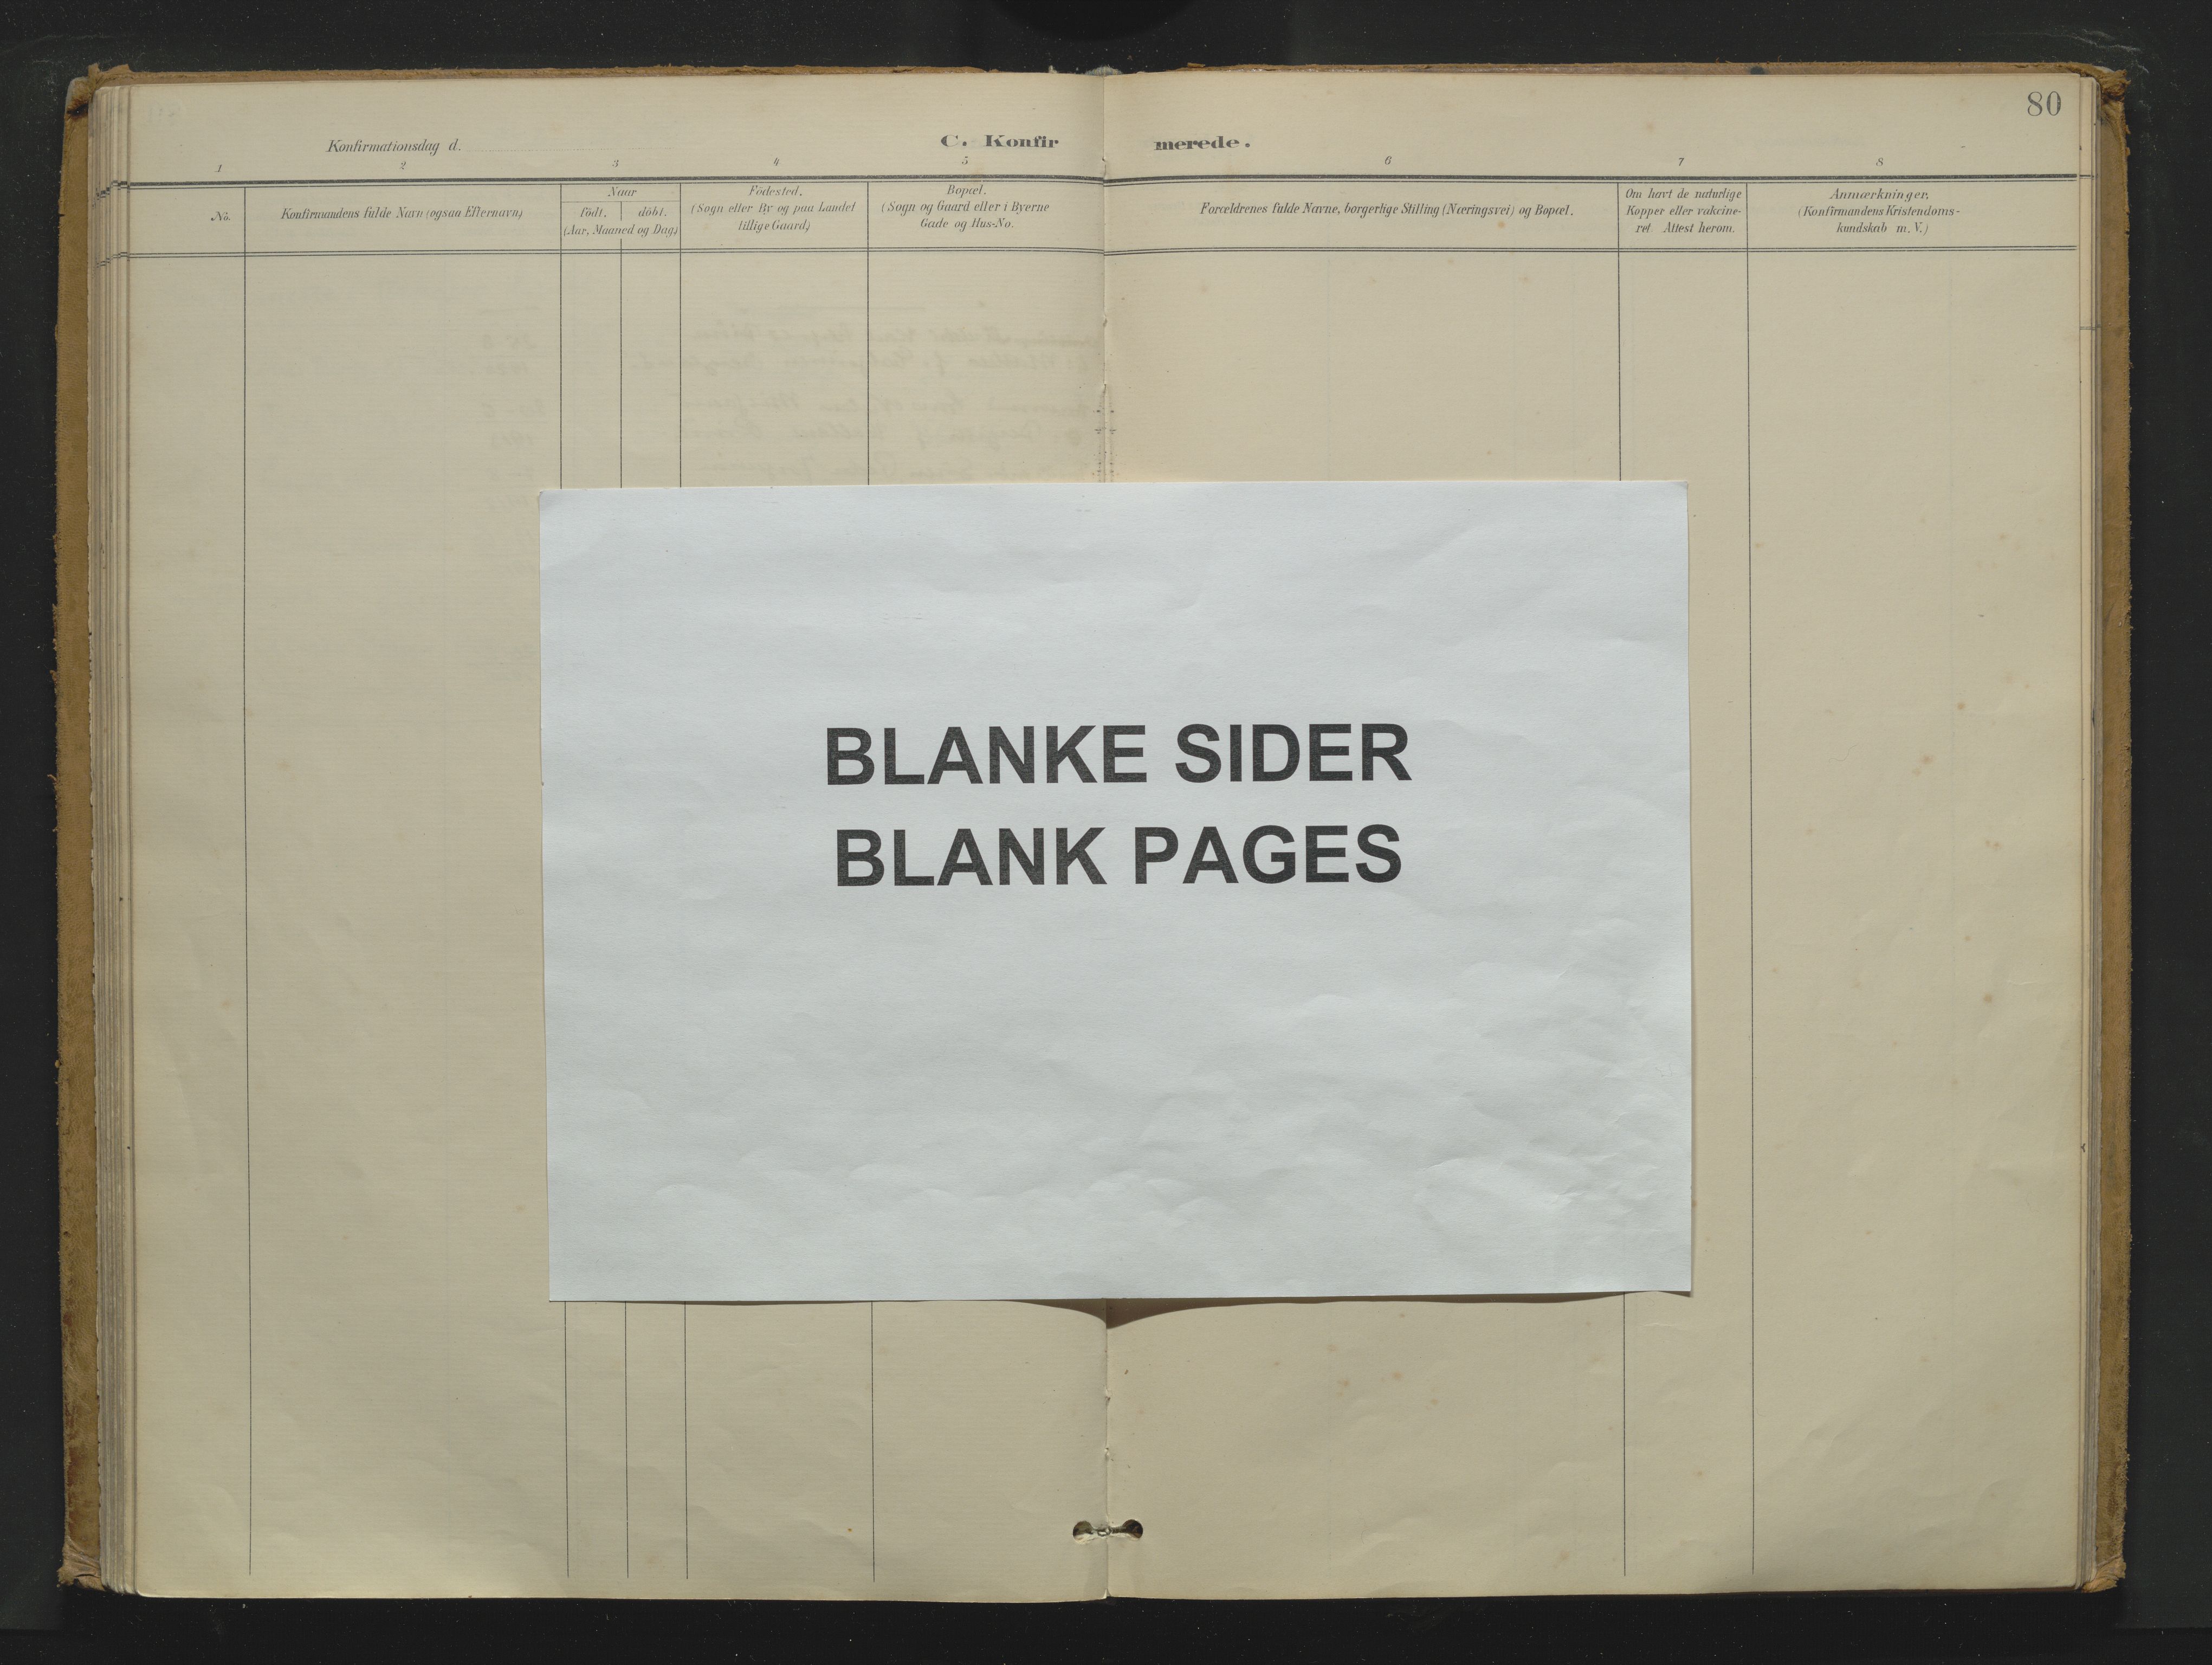 80
Konfirmationsdag d.
C. Konfirmerede.
1 2 3 4 5 6 7 8
No.
Konfirmandens fulde Navn (ogsaa Efternavn)
Naar
født. døbt.
(Aar, Maaned og Dag)
Fødested.
(Sogn eller By og paa Landet
tillige Gaard)
Bopæl.
(Sogn og Gaard eller i Byerne
Gade og Hus-No.
Forældrenes fulde Navne, borgerlige Stilling (Næringsvei) og Bopæl.
Om havt de naturlige
Kopper eller vakcine-
ret. Attest herom.
Anmærkninger,
(Konfirmandens Kristendoms-
kundskab m. V.)
BLANKE SIDER
BLANK PAGES